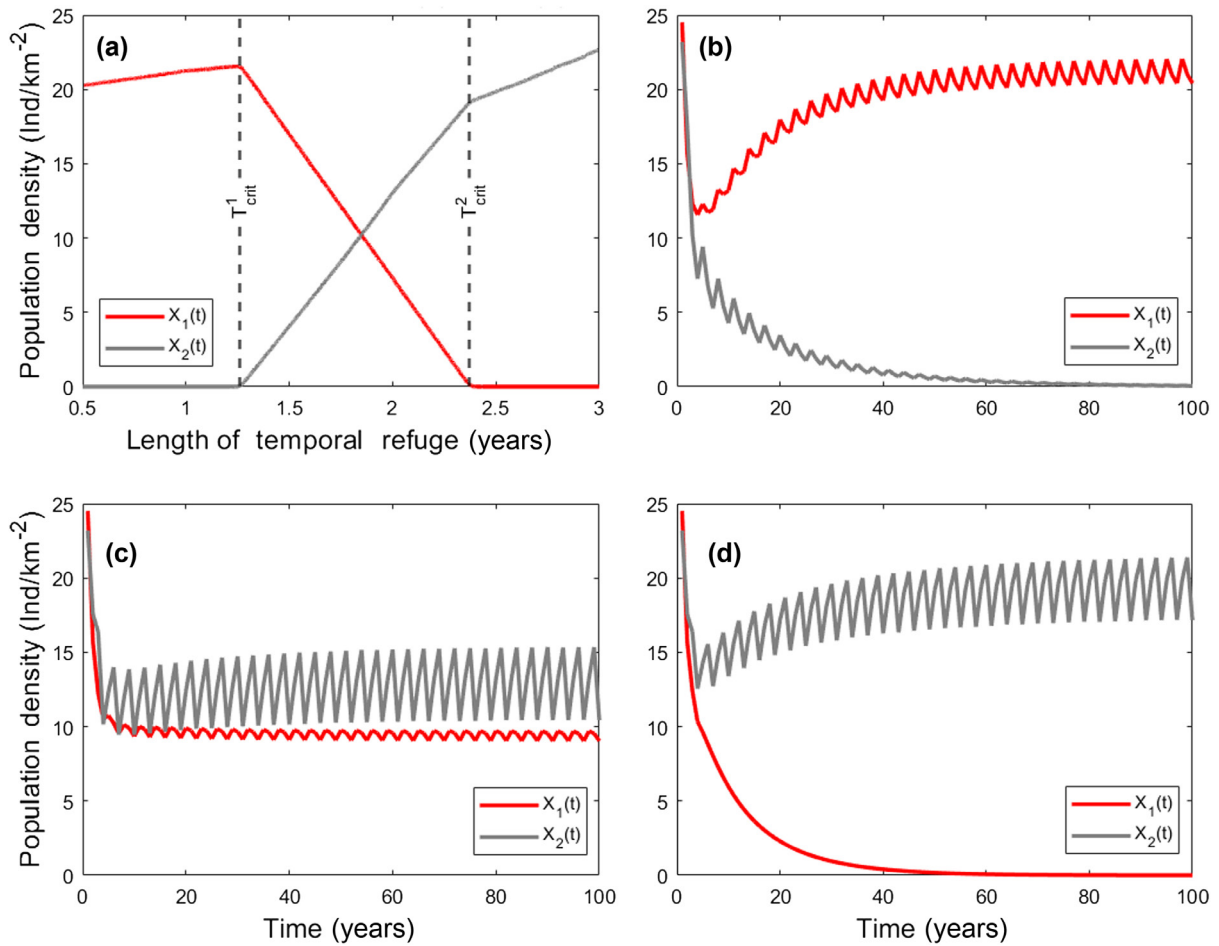 (a)
Population density (Ind/km⁻²)
25
20
15
10
5
0
T¹crit
T²crit
X₁(t)
X₂(t)
0.5
1
1.5
2
2.5
3
Length of temporal refuge (years)
(b)
25
20
15
10
5
0
X₁(t)
X₂(t)
0
20
40
60
80
100
(c)
Population density (Ind/km⁻²)
25
20
15
10
5
0
X₁(t)
X₂(t)
0
20
40
60
80
100
Time (years)
(d)
25
20
15
10
5
0
X₁(t)
X₂(t)
0
20
40
60
80
100
Time (years)